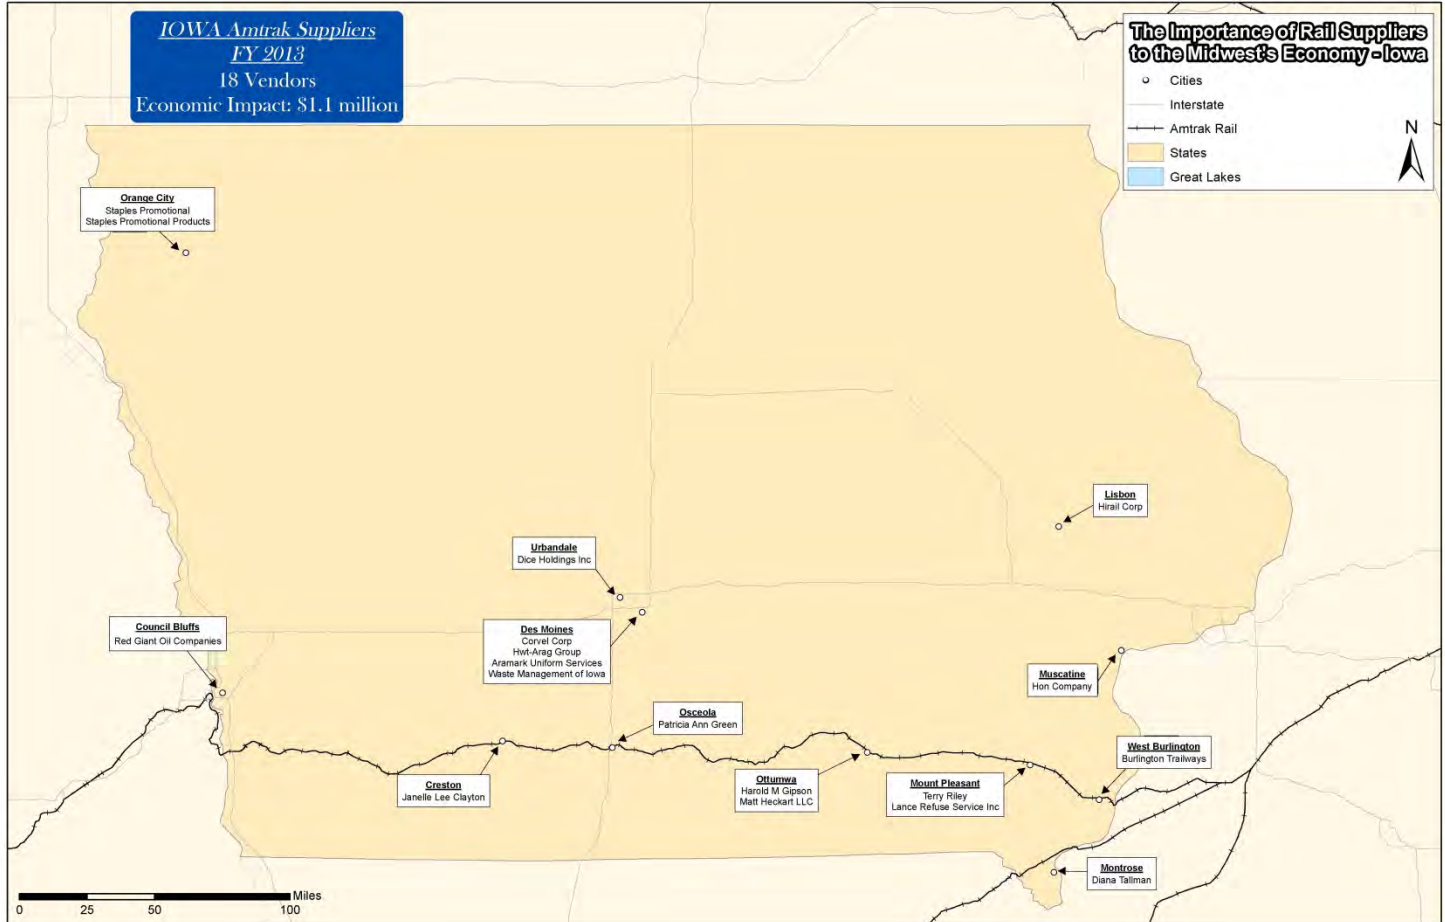 IOWA Amtrak Suppliers
FY 2013
18 Vendors
Economic Impact: $1.1 million
The Importance of Rail Suppliers
to the Midwest's Economy - Iowa
Cities
Interstate
Amtrak Rail
States
Great Lakes
N
Orange City
Staples Promotional
Staples Promotional Products
Lisbon
Hirail Corp
Urbandale
Dice Holdings Inc
Council Bluffs
Red Giant Oil Companies
Des Moines
Corvel Corp
Hwt-Arag Group
Aramark Uniform Services
Waste Management of Iowa
Muscatine
Hon Company
Osceola
Patricia Ann Green
West Burlington
Burlington Trailways
Creston
Janelle Lee Clayton
Ottumwa
Harold M Gipson
Matt Heckart LLC
Mount Pleasant
Terry Riley
Lance Refuse Service Inc
Montrose
Diana Tallman
Miles
0 25 50 100